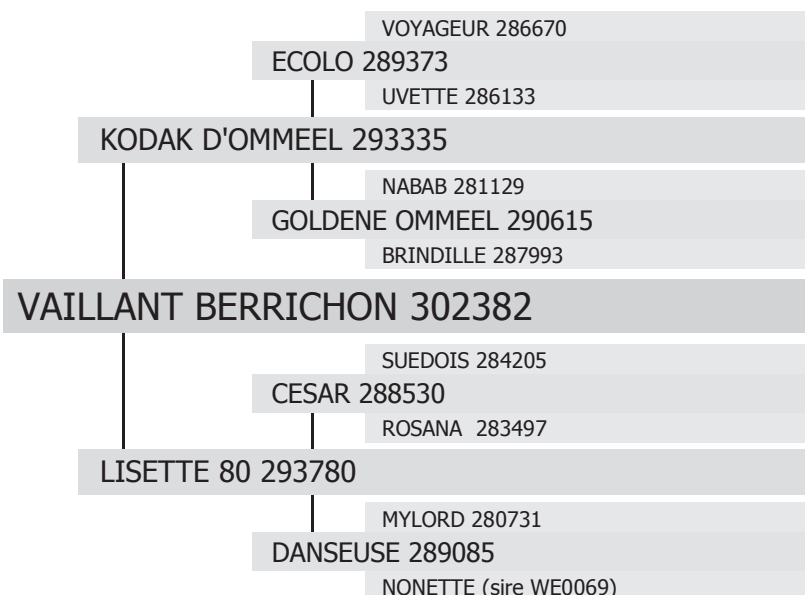 VOYAGEUR 286670
ECOLO 289373
UVETTE 286133
KODAK D'OMMEEL 293335
NABAB 281129
GOLDENE OMMEEL 290615
BRINDILLE 287993
VAILLANT BERRICHON 302382
SUEDOIS 284205
CESAR 288530
ROSANA 283497
LISETTE 80 293780
MYLORD 280731
DANSEUSE 289085
NONETTE (sire WE0069)